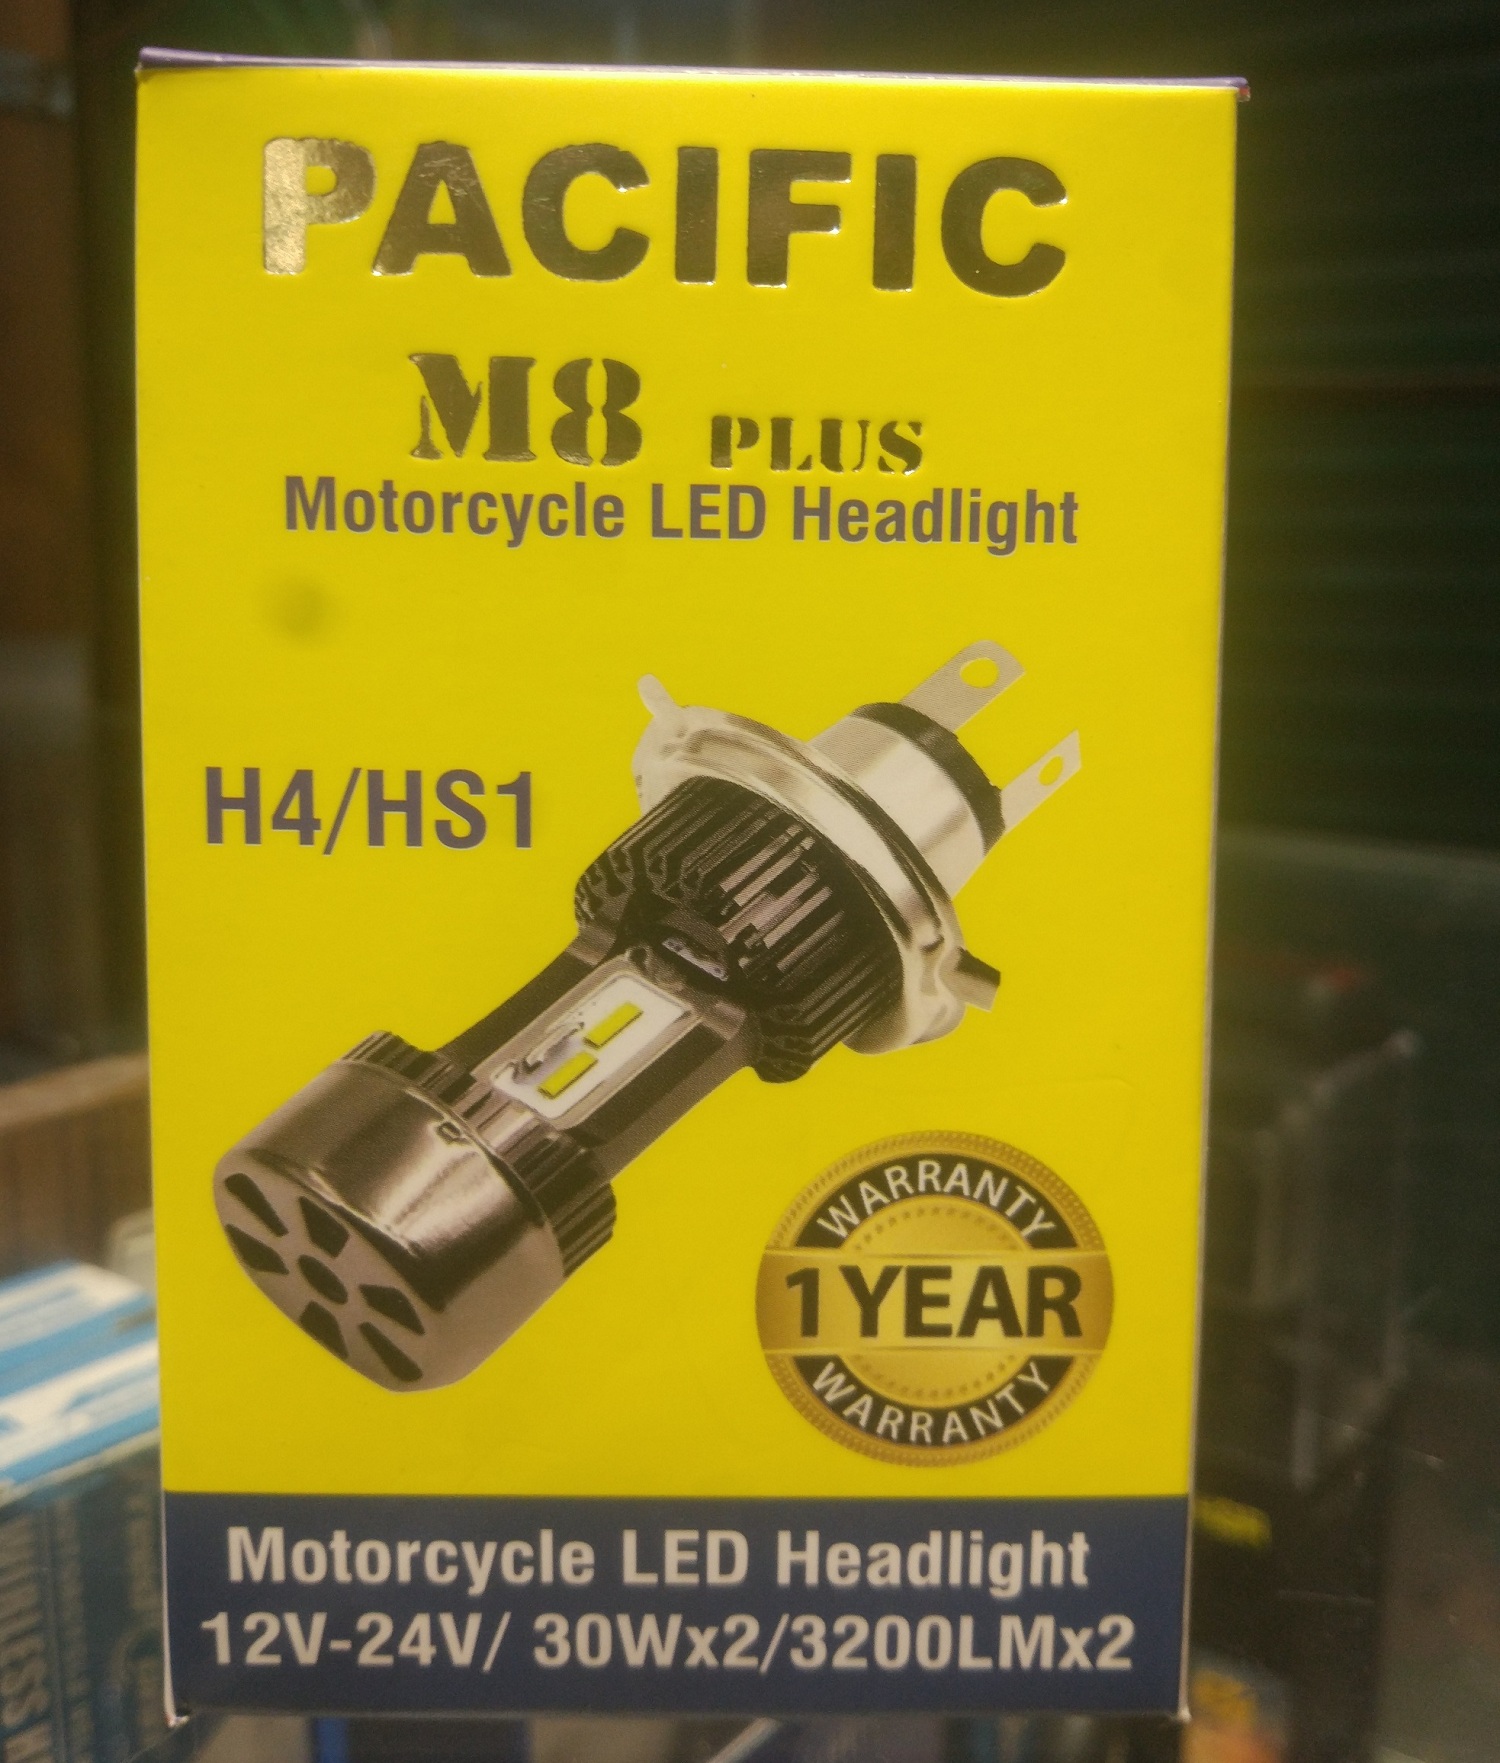 PACIFIC
M8 PLUS
Motorcycle LED Headlight
H4/HS1
WARRANTY
1 YEAR
WARRANTY
Motorcycle LED Headlight
12V-24V/ 30Wx2/3200LMx2